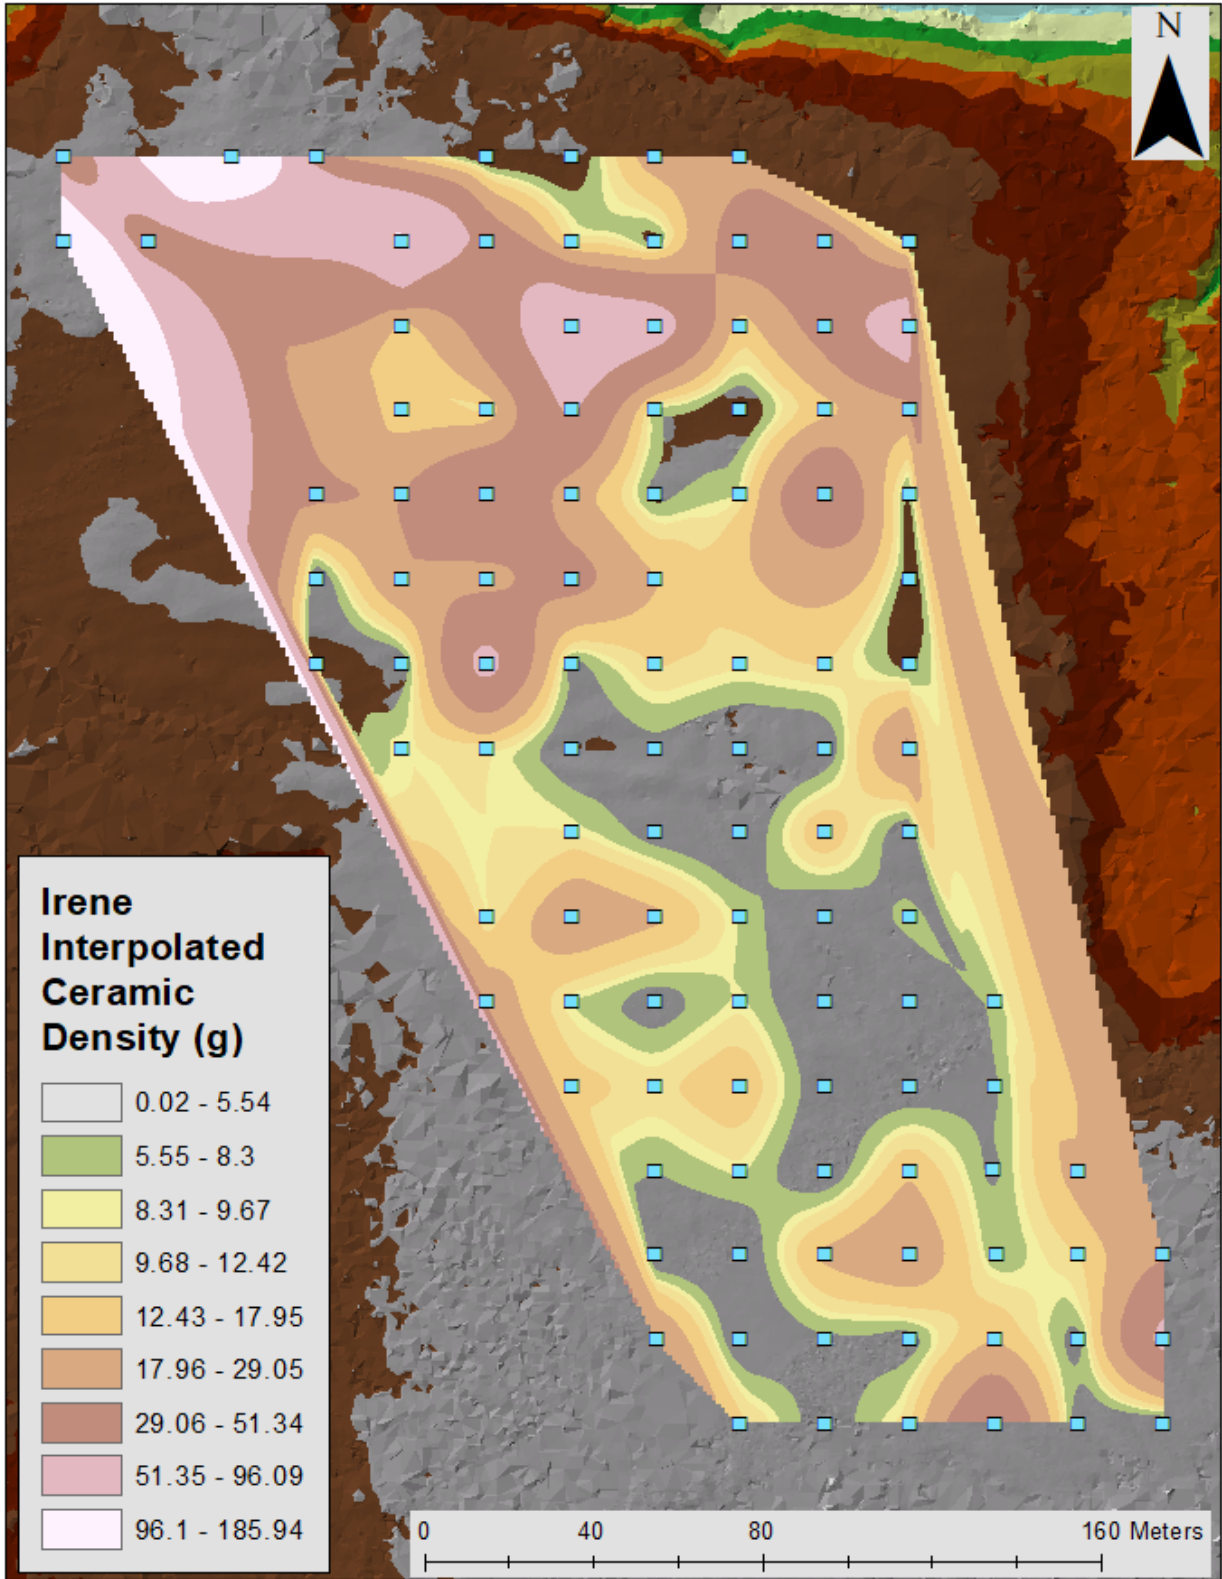 N
Irene
Interpolated
Ceramic
Density (g)
0.02 - 5.54
5.55 - 8.3
8.31 - 9.67
9.68 - 12.42
12.43 - 17.95
17.96 - 29.05
29.06 - 51.34
51.35 - 96.09
96.1 - 185.94
0 40 80 160 Meters